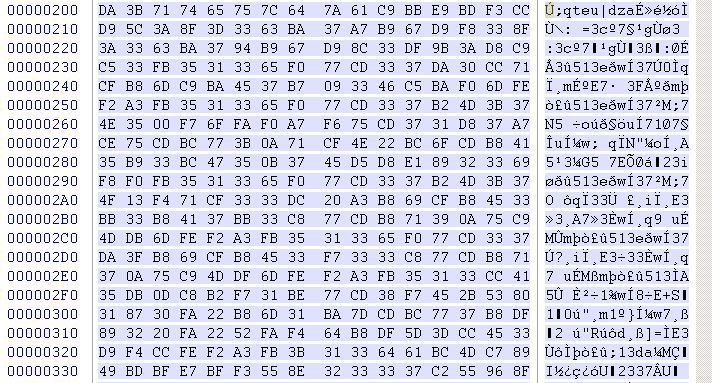 00000200 DA 3B 71 74 65 75 7C 64 7A 61 C9 BB E9 BD F3 CC Ú;qteu|dzaÉ»é½óÌ
00000210 D9 5C 3A 8F 3D 33 63 BA 37 A7 B9 67 D9 F8 33 8F Ù\: =3cº7§¹gÙø3
00000220 3A 33 63 BA 37 94 B9 67 D9 8C 33 DF 9B 3A D8 C9 :3cº7▮¹gÙ▮3ß▮:ØÉ
00000230 C5 33 FB 35 31 33 65 F0 77 CD 33 37 DA 30 CC 71 Å3û513eðwÍ37Ú0Ìq
00000240 CF B8 6D C9 BA 45 37 B7 09 33 46 C5 BA F0 6D FE Ï¸mÉºE7· 3FÅºðmþ
00000250 F2 A3 FB 35 31 33 65 F0 77 CD 33 37 B2 4D 3B 37 ò£û513eðwÍ37²M;7
00000260 4E 35 00 F7 6F FA F0 A7 F6 75 CD 37 31 D8 37 A7 N5 ÷oúð§öuÍ71Ø7§
00000270 CE 75 CD BC 77 3B 0A 71 CF 4E 22 BC 6F CD B8 41 ÎuÍ¼w; qÏN"¼oÍ¸A
00000280 35 B9 33 BC 47 35 0B 37 45 D5 D8 E1 89 32 33 69 5¹3¼G5 7EÕØá▮23i
00000290 F8 F0 FB 35 31 33 65 F0 77 CD 33 37 B2 4D 3B 37 øðû513eðwÍ37²M;7
000002A0 4F 13 F4 71 CF 33 33 DC 20 A3 B8 69 CF B8 45 33 O ôqÏ33Ü £¸iÏ¸E3
000002B0 BB 33 B8 41 37 BB 33 C8 77 CD B8 71 39 0A 75 C9 »3¸A7»3ÈwÍ¸q9 uÉ
000002C0 4D DB 6D FE F2 A3 FB 35 31 33 65 F0 77 CD 33 37 MÛmþò£û513eðwÍ37
000002D0 DA 3F B8 69 CF B8 45 33 F7 33 33 C8 77 CD B8 71 Ú?¸iÏ¸E3÷33ÈwÍ¸q
000002E0 37 0A 75 C9 4D DF 6D FE F2 A3 FB 35 31 33 CC 41 7 uÉMßmþò£û513ÌA
000002F0 35 DB 0D C8 B2 F7 31 BE 77 CD 38 F7 45 2B 53 80 5Û È²÷1¾wÍ8÷E+S▮
00000300 31 87 30 FA 22 B8 6D 31 BA 7D CD BC 77 37 B8 DF 1▮0ú"¸m1º}Í¼w7¸ß
00000310 89 32 20 FA 22 52 FA F4 64 B8 DF 5D 3D CC 45 33 ▮2 ú"Rúôd¸ß]=ÌE3
00000320 D9 F4 CC FE F2 A3 FB 3B 31 33 64 61 BC 4D C7 89 ÙôÌþò£û;13da¼MÇ▮
00000330 49 BD BF E7 BF F3 55 8E 32 33 33 37 C2 55 96 8F I½¿ç¿óU▮2337ÂU▮